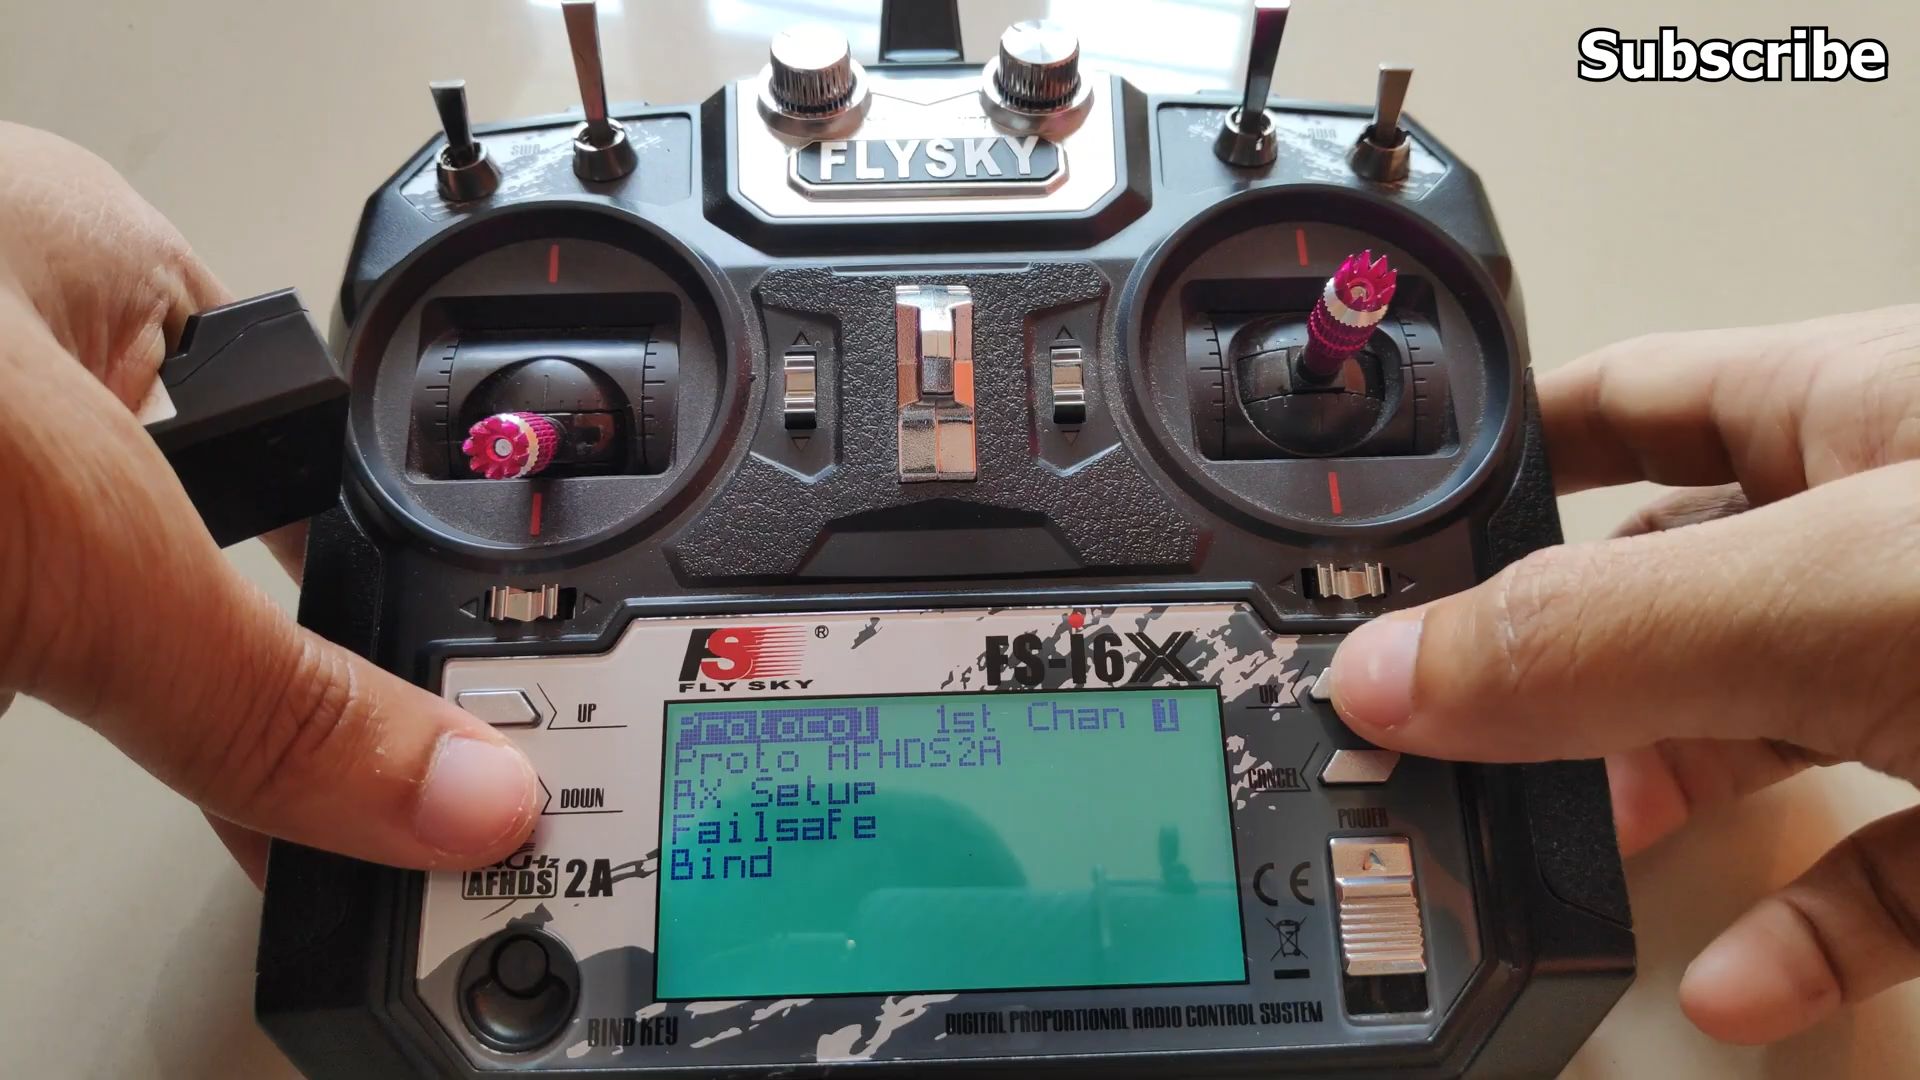 Subscribe
FLYSKY
FS ®
FLY SKY
FS-i6X
UP
DOWN
OK
CANCEL
POWER
Protocol 1st Chan 1
Proto AFHDS2A
RX Setup
Failsafe
Bind
AFHDS 2A
CE
BIND KEY
DIGITAL PROPORTIONAL RADIO CONTROL SYSTEM